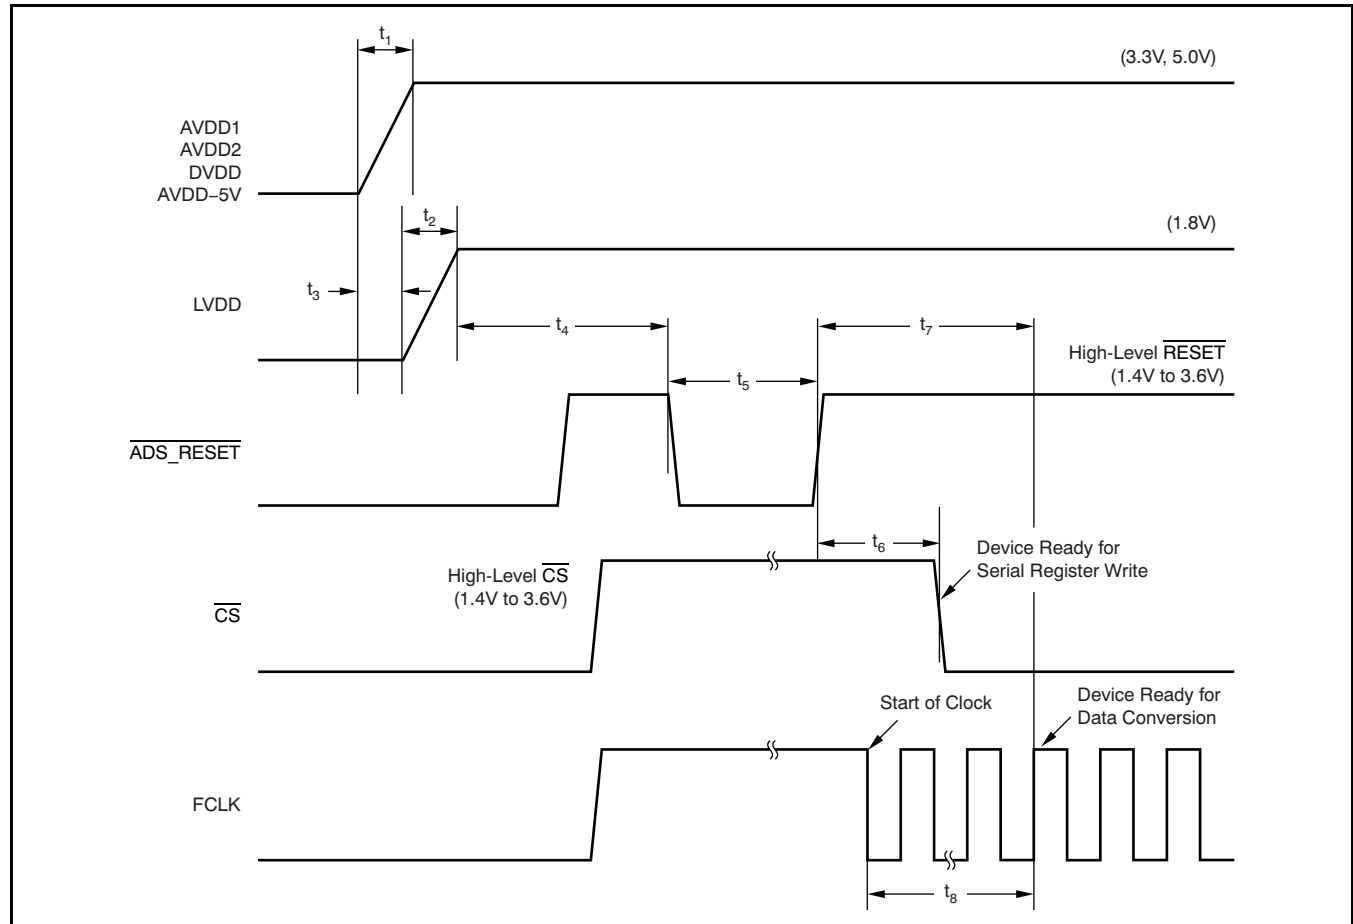 t1
(3.3V, 5.0V)
AVDD1
AVDD2
DVDD
AVDD–5V
t2
(1.8V)
t3
LVDD
t4
t7
High-Level RESET
(1.4V to 3.6V)
t5
ADS_RESET
t6
Device Ready for
Serial Register Write
High-Level CS
(1.4V to 3.6V)
CS
Start of Clock
Device Ready for
Data Conversion
FCLK
t8